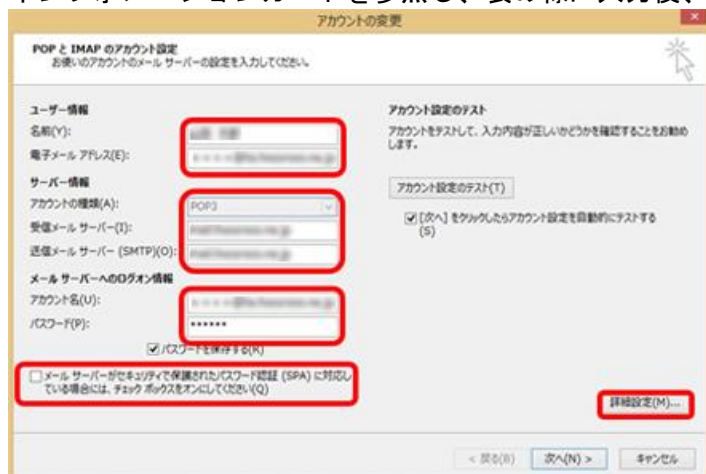 アカウントの変更
POP と IMAP のアカウント設定
お使いのアカウントのメール サーバーの設定を入力してください。
ユーザー情報
名前(Y):
電子メール アドレス(E):
サーバー情報
アカウントの種類(A):
POP3
受信メール サーバー(I):
送信メール サーバー (SMTP)(O):
メール サーバーへのログオン情報
アカウント名(U):
パスワード(P):
******
パスワードを保存する(R)
メール サーバーがセキュリティで保護されたパスワード認証 (SPA) に対応し
ている場合には、チェック ボックスをオンにしてください(Q)
アカウント設定のテスト
アカウントをテストして、入力内容が正しいかどうかを確認することをお勧め
します。
アカウント設定のテスト(T)
[次へ] をクリックしたらアカウント設定を自動的にテストする
(S)
詳細設定(M)...
< 戻る(B)
次へ(N) >
キャンセル